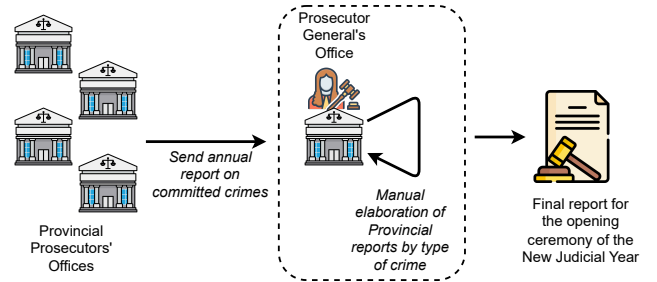 Prosecutor
General's
Office
Send annual
report on
committed crimes
Provincial
Prosecutors'
Offices
Manual
elaboration of
Provincial
reports by type
of crime
Final report for
the opening
ceremony of the
New Judicial Year